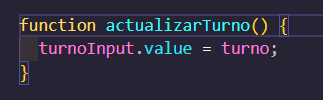 function actualizarTurno() {
  turnoInput.value = turno;
}